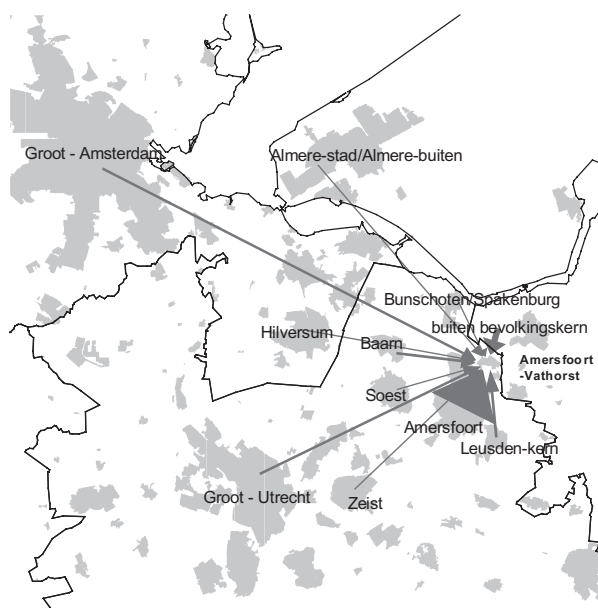 Groot - Amsterdam
Almere-stad/Almere-buiten
Bunschoten/Spakenburg
buiten bevolkingskern
Hilversum
Baarn
Amersfoort
-Vathorst
Soest
Amersfoort
Leusden-kern
Groot - Utrecht
Zeist